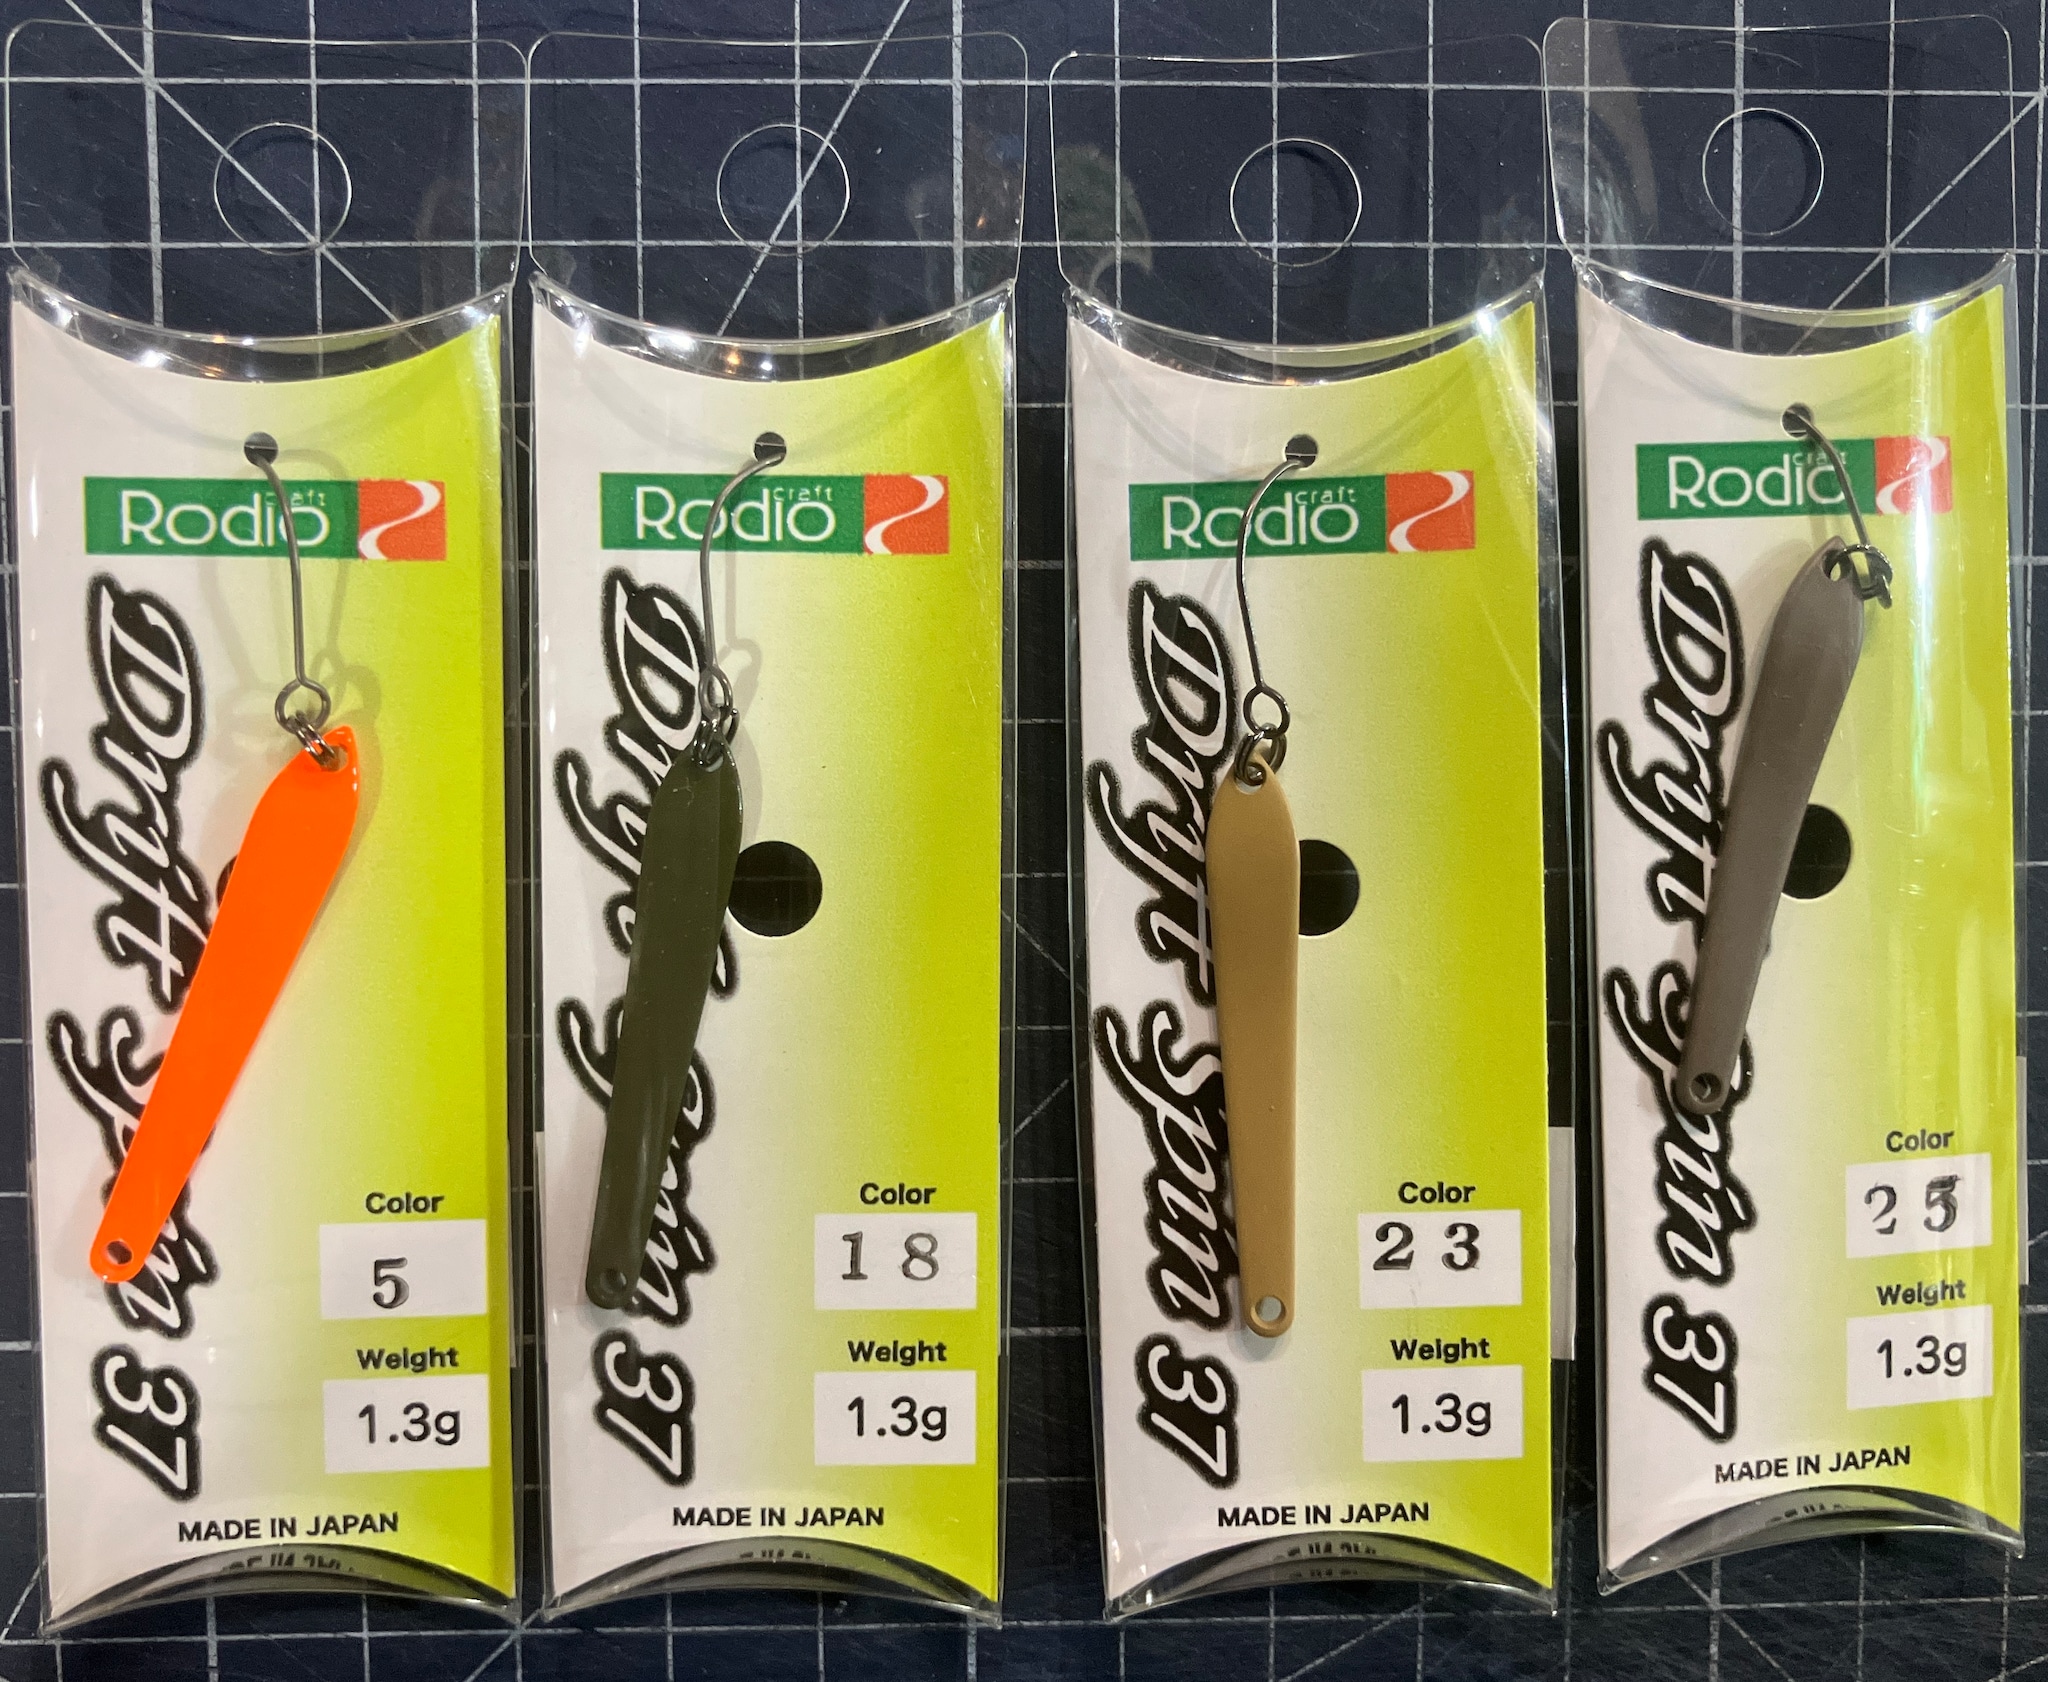 Rodio craft
Drift Spin 37
Color
5
Weight
1.3g
MADE IN JAPAN
Rodio craft
Drift Spin 37
Color
18
Weight
1.3g
MADE IN JAPAN
Rodio craft
Drift Spin 37
Color
23
Weight
1.3g
MADE IN JAPAN
Rodio craft
Drift Spin 37
Color
25
Weight
1.3g
MADE IN JAPAN